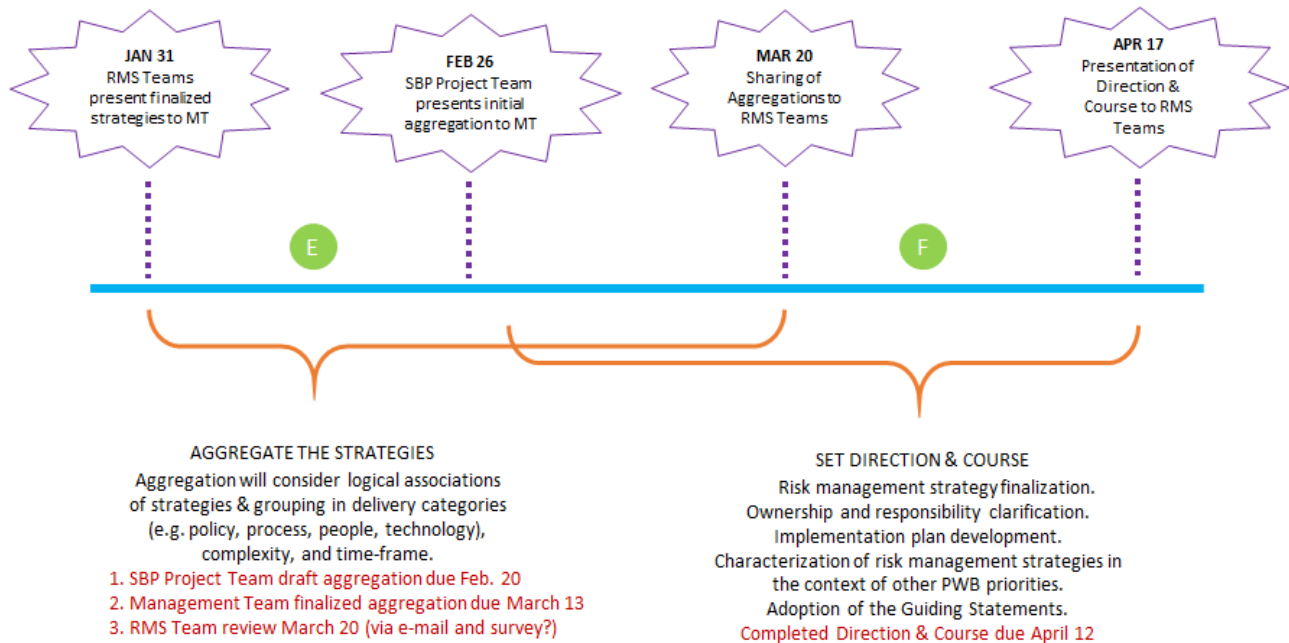 JAN 31
RMS Teams
present finalized
strategies to MT
FEB 26
SBP Project Team
presents initial
aggregation to MT
MAR 20
Sharing of
Aggregations to
RMS Teams
APR 17
Presentation of
Direction &
Course to RMS
Teams
E
F
AGGREGATE THE STRATEGIES
Aggregation will consider logical associations
of strategies & grouping in delivery categories
(e.g. policy, process, people, technology),
complexity, and time-frame.
1. SBP Project Team draft aggregation due Feb. 20
2. Management Team finalized aggregation due March 13
3. RMS Team review March 20 (via e-mail and survey?)
SET DIRECTION & COURSE
Risk management strategy finalization.
Ownership and responsibility clarification.
Implementation plan development.
Characterization of risk management strategies in
the context of other PWB priorities.
Adoption of the Guiding Statements.
Completed Direction & Course due April 12